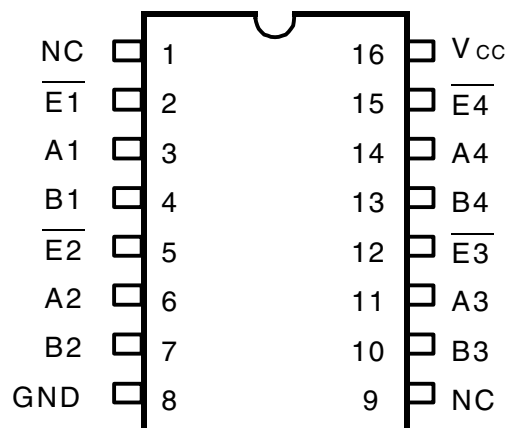 NC 1 16 Vcc
E1 2 15 E4
A1 3 14 A4
B1 4 13 B4
E2 5 12 E3
A2 6 11 A3
B2 7 10 B3
GND 8 9 NC